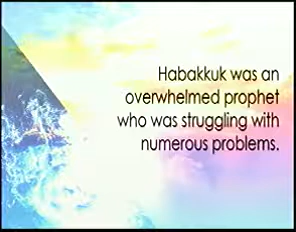 Habakkuk was an
overwhelmed prophet
who was struggling with
numerous problems.